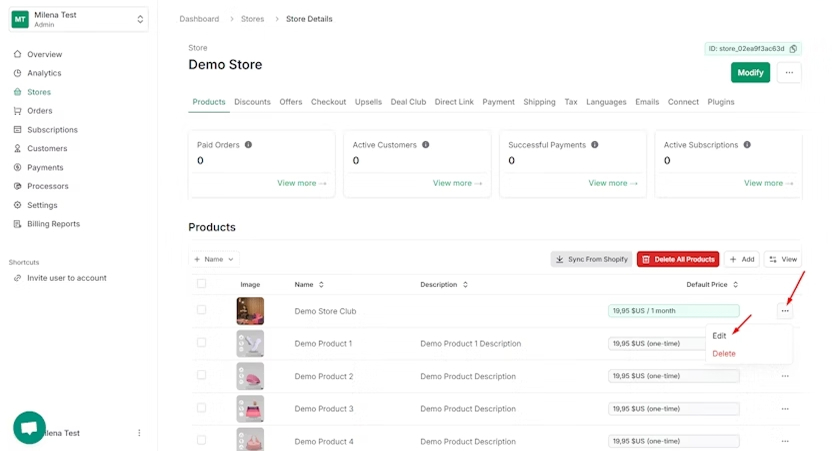 MT
Milena Test
Admin
Dashboard > Stores > Store Details
Overview
Analytics
Stores
Orders
Subscriptions
Customers
Payments
Processors
Settings
Billing Reports
Shortcuts
Invite user to account
Store
ID: store_02ea9f3ac63d
Demo Store
Modify
Products Discounts Offers Checkout Upsells Deal Club Direct Link Payment Shipping Tax Languages Emails Connect Plugins
Paid Orders Active Customers Successful Payments Active Subscriptions
0 0 0 0
View more → View more → View more → View more →
Products
+ Name Sync From Shopify Delete All Products + Add View
Image Name Description Default Price
Demo Store Club 19,95 $US / 1 month ...
Edit
Demo Product 1 Demo Product 1 Description 19,95 $US (one-time)
Delete
Demo Product 2 Demo Product Description 19,95 $US (one-time) ...
Demo Product 3 Demo Product Description 19,95 $US (one-time) ...
Demo Product 4 Demo Product Description 19,95 $US (one-time) ...
Test